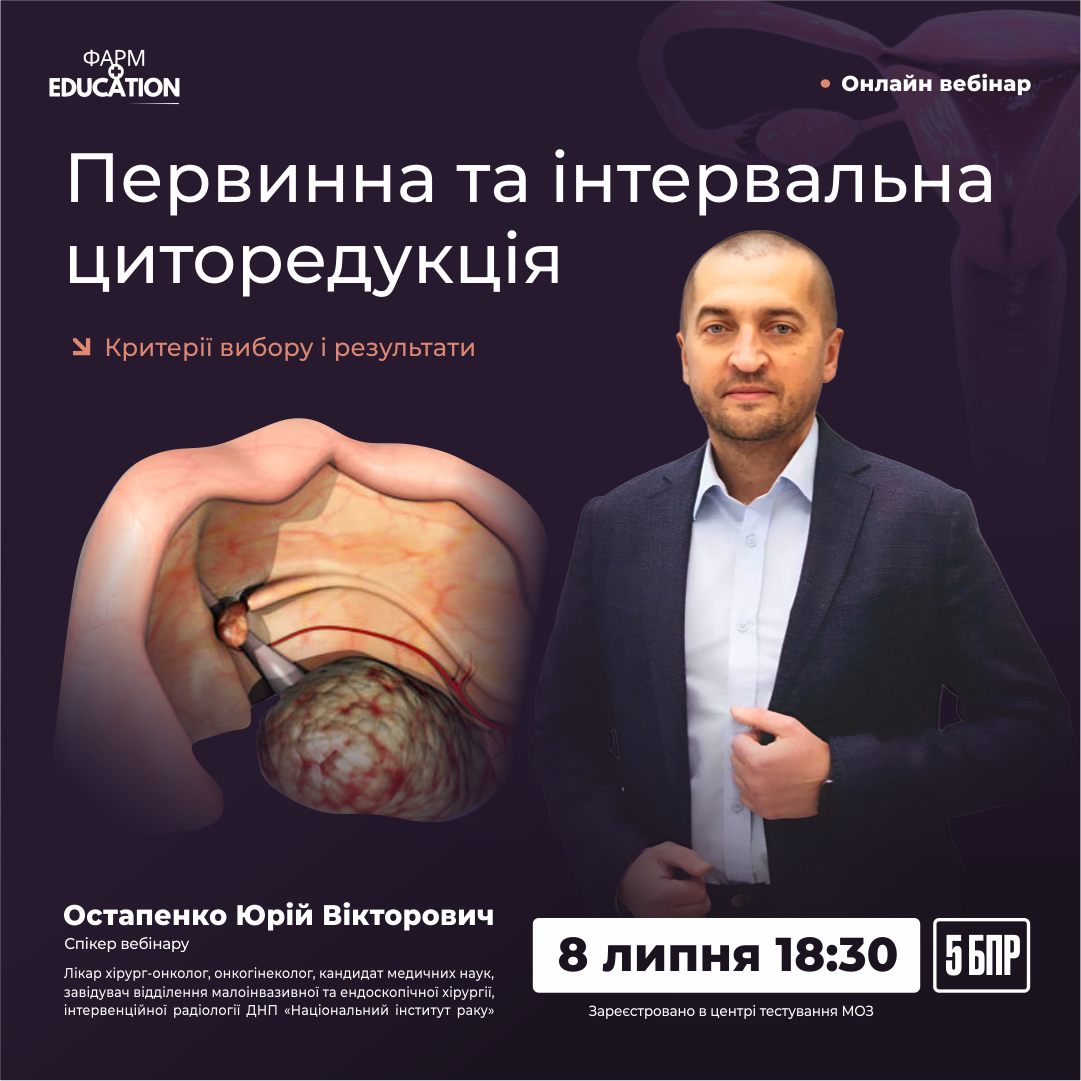 ФАРМ
EDUCATION
Онлайн вебінар
Первинна та інтервальна
циторедукція
Критерії вибору і результати
Остапенко Юрій Вікторович
Спікер вебінару
Лікар хірург-онколог, онкогінеколог, кандидат медичних наук,
завідувач відділення малоінвазивної та ендоскопічної хірургії,
інтервенційної радіології ДНП «Національний інститут раку»
8 липня 18:30
5 БПР
Зареєстровано в центрі тестування МОЗ